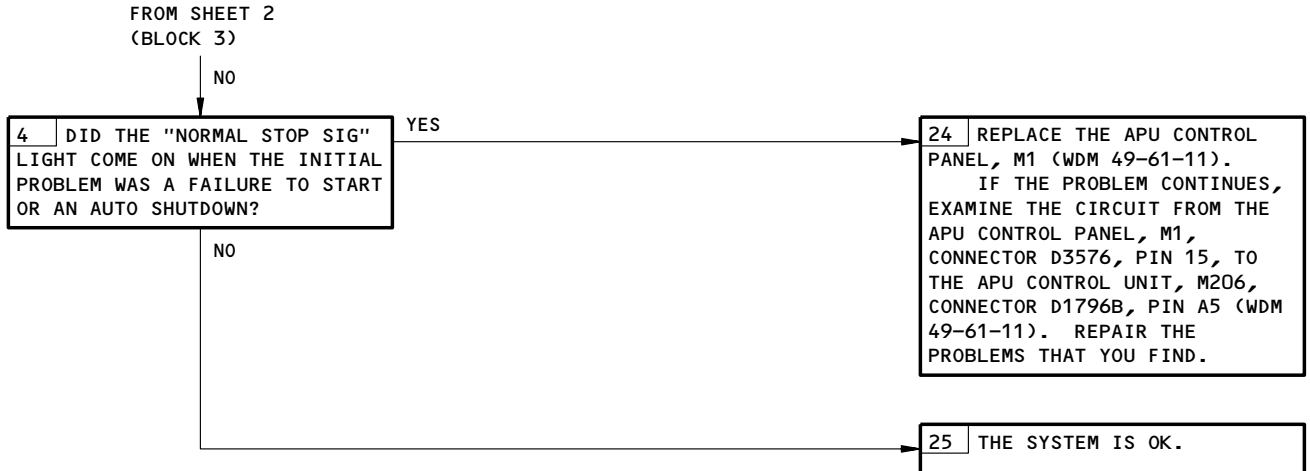 FROM SHEET 2
(BLOCK 3)
NO
4 DID THE "NORMAL STOP SIG"
LIGHT COME ON WHEN THE INITIAL
PROBLEM WAS A FAILURE TO START
OR AN AUTO SHUTDOWN?
YES
NO
24 REPLACE THE APU CONTROL
PANEL, M1 (WDM 49-61-11).
IF THE PROBLEM CONTINUES,
EXAMINE THE CIRCUIT FROM THE
APU CONTROL PANEL, M1,
CONNECTOR D3576, PIN 15, TO
THE APU CONTROL UNIT, M206,
CONNECTOR D1796B, PIN A5 (WDM
49-61-11). REPAIR THE
PROBLEMS THAT YOU FIND.
25 THE SYSTEM IS OK.